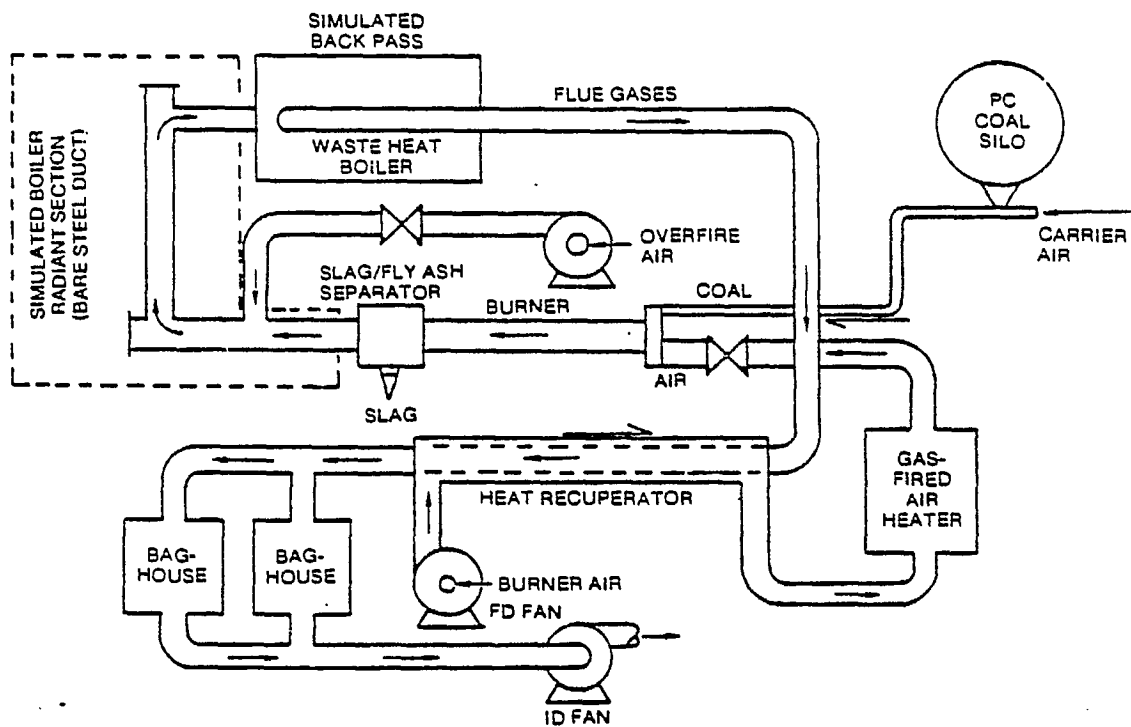 SIMULATED
BACK PASS
FLUE GASES
PC
COAL
SILO
SIMULATED BOILER
RADIANT SECTION
(BARE STEEL DUCT)
WASTE HEAT
BOILER
OVERFIRE
AIR
CARRIER
AIR
SLAG/FLY ASH
SEPARATOR
BURNER
COAL
AIR
SLAG
HEAT RECUPERATOR
GAS-
FIRED
AIR
HEATER
BAG-
HOUSE
BAG-
HOUSE
BURNER AIR
FD FAN
ID FAN